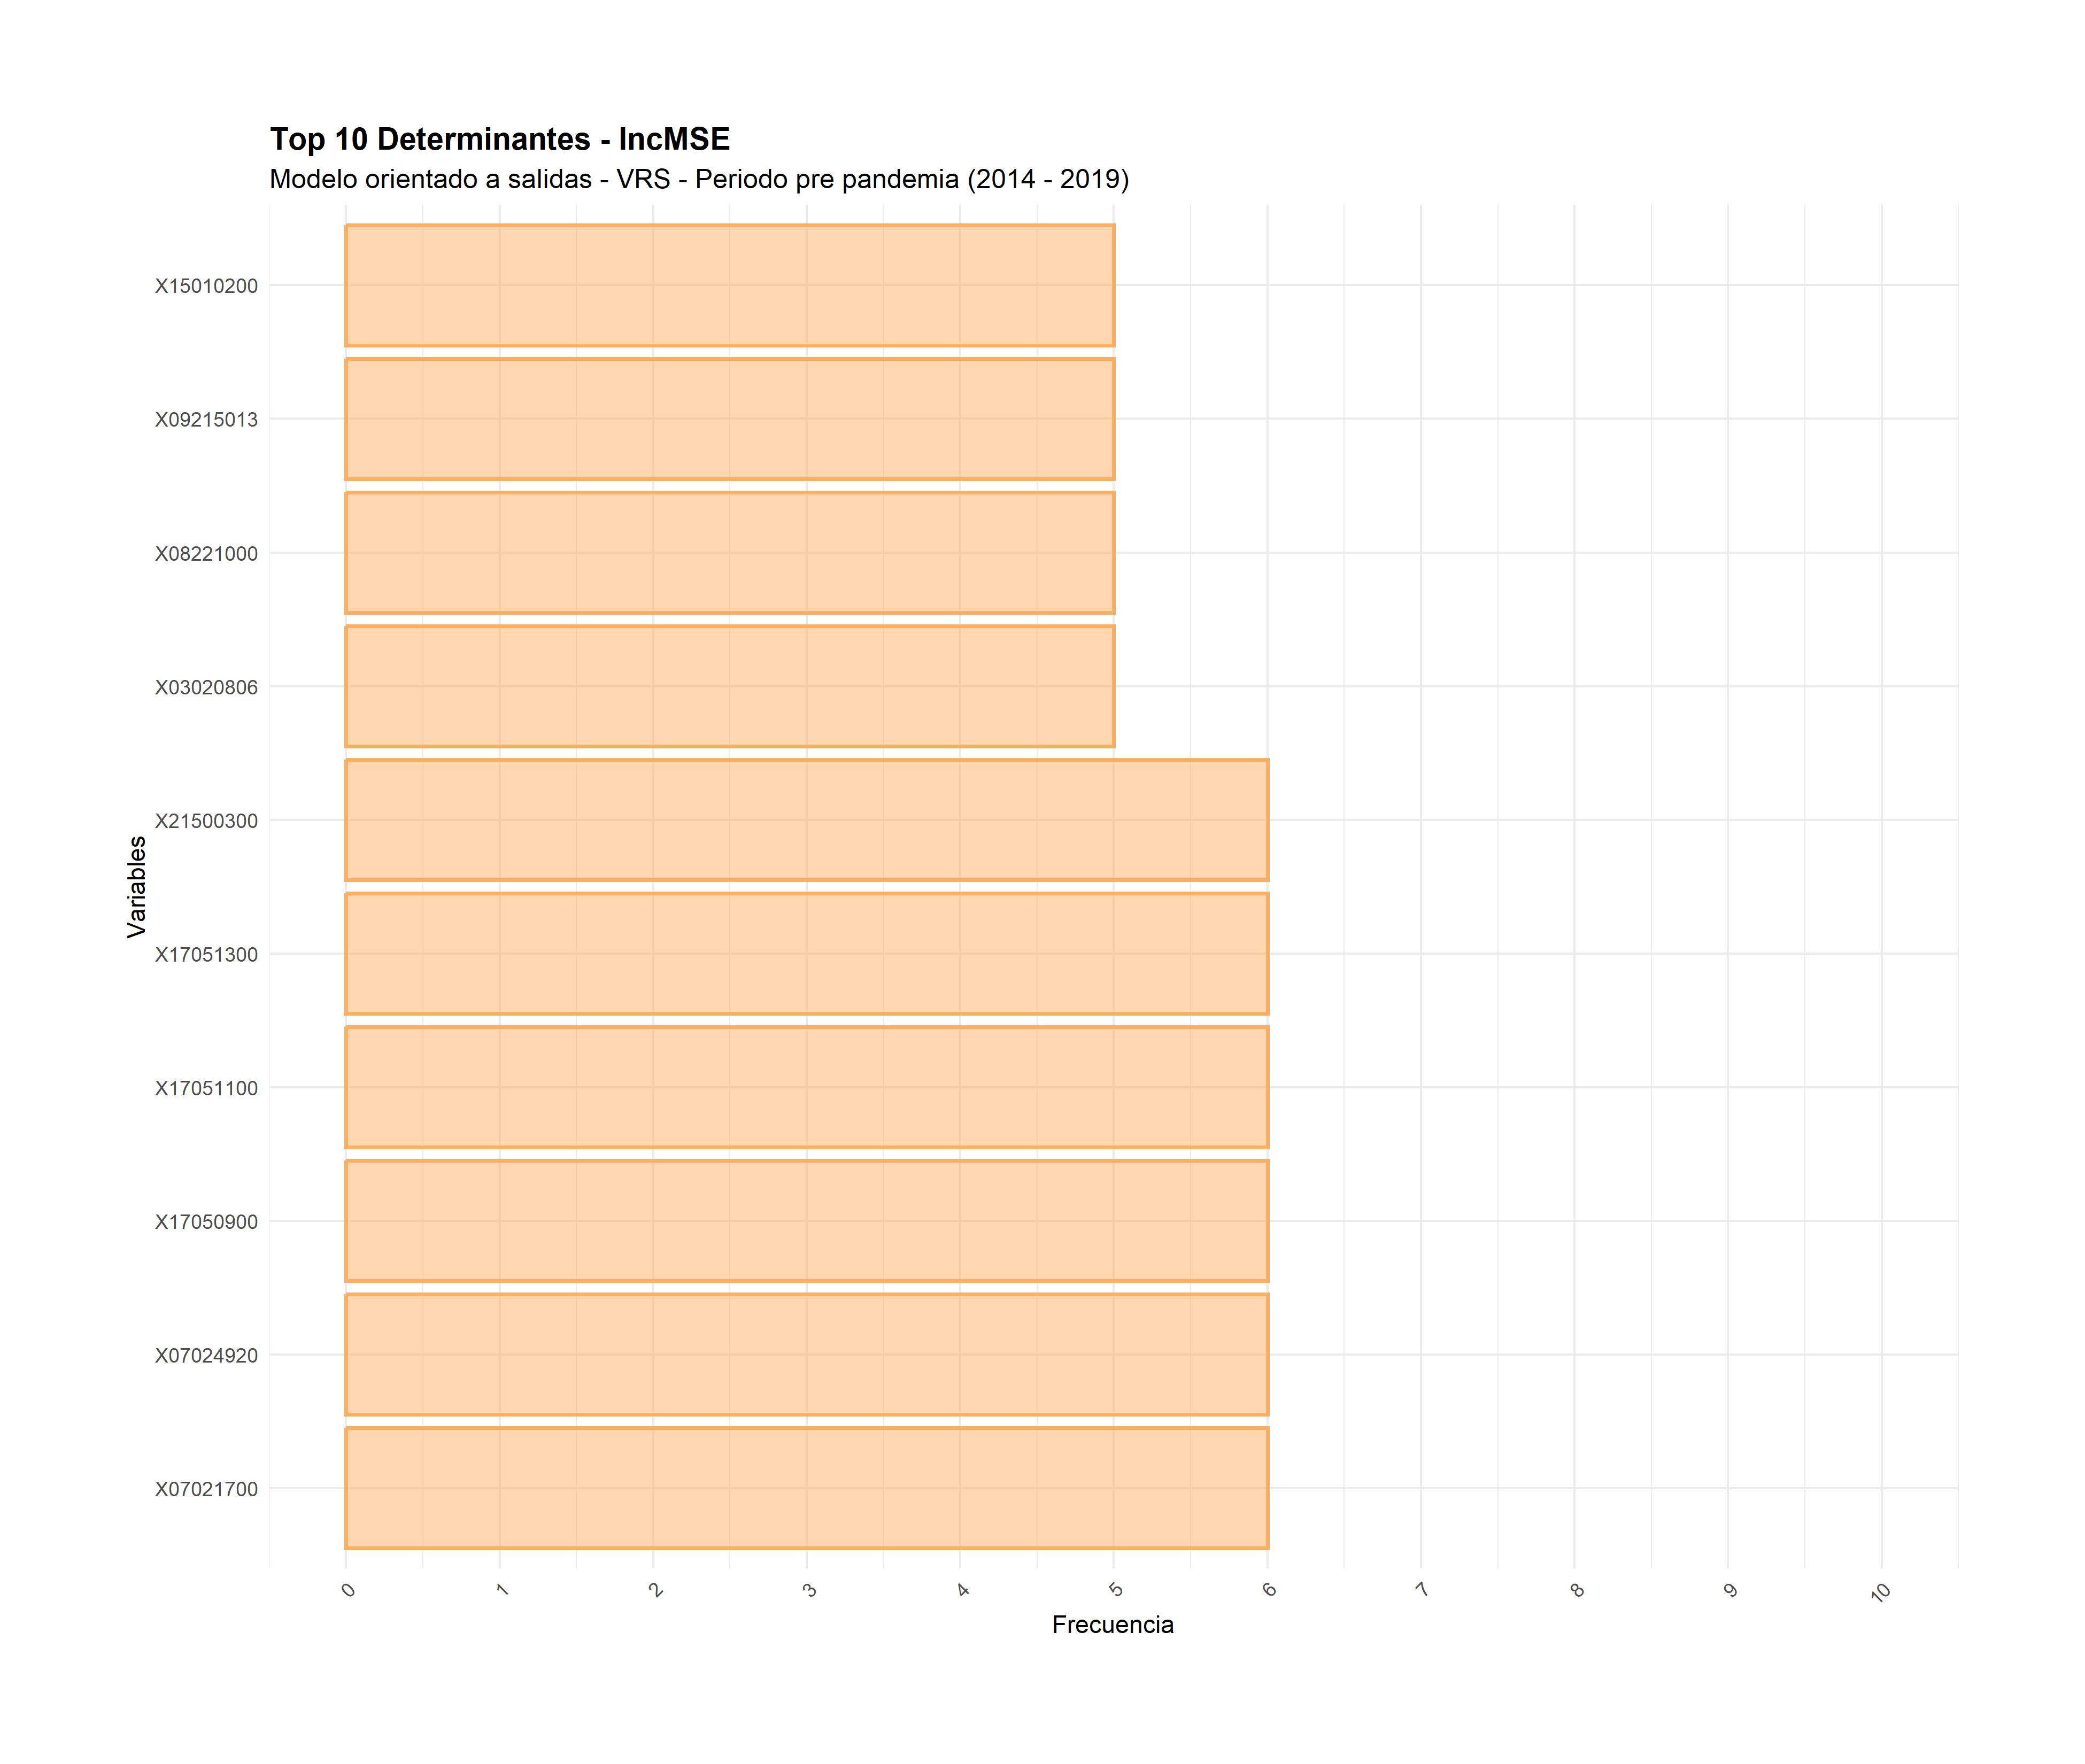 Top 10 Determinantes - IncMSE
Modelo orientado a salidas - VRS - Periodo pre pandemia (2014 - 2019)
Variables
X15010200
X09215013
X08221000
X03020806
X21500300
X17051300
X17051100
X17050900
X07024920
X07021700
0 1 2 3 4 5 6 7 8 9 10
Frecuencia